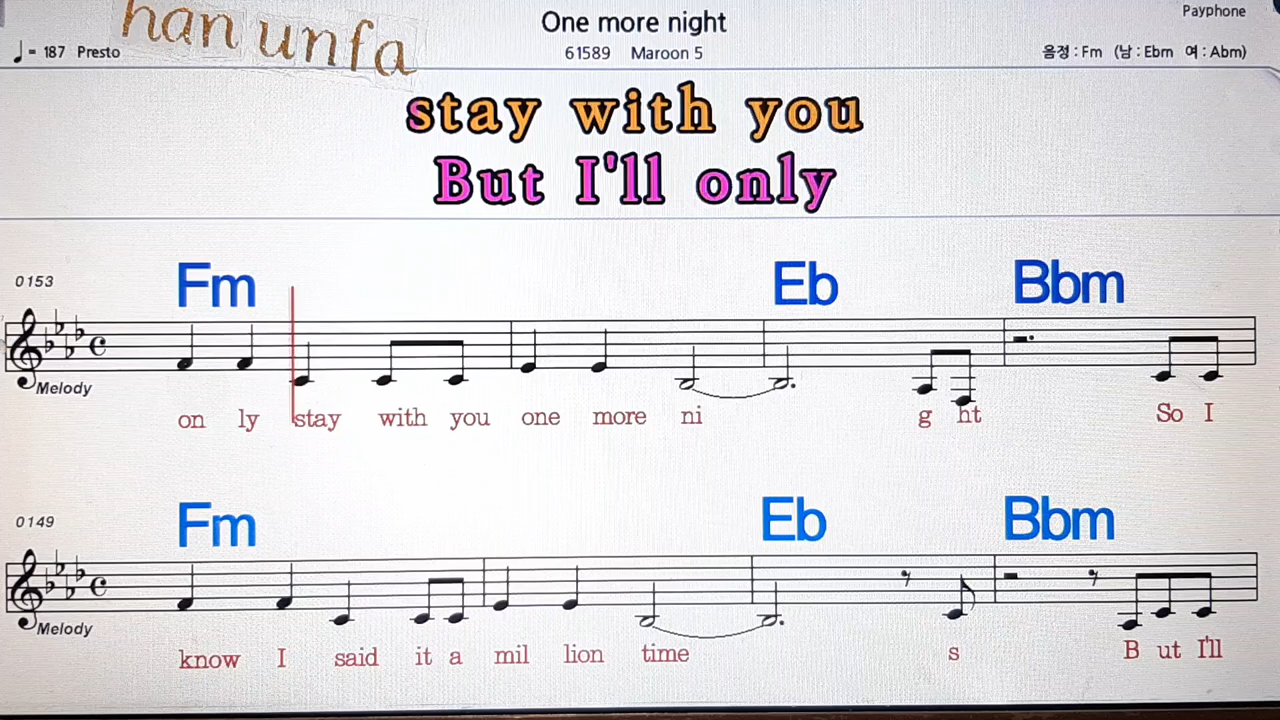 han unfa
One more night
Payphone
♩= 187 Presto
61589 Maroon 5
음정 : Fm (남 : Ebm 여 : Abm)
stay with you
But I'll only
0153
Fm Eb Bbm
Melody
on ly stay with you one more ni g ht So I
0149
Fm Eb Bbm
Melody
know I said it a mil lion time s B ut I'll